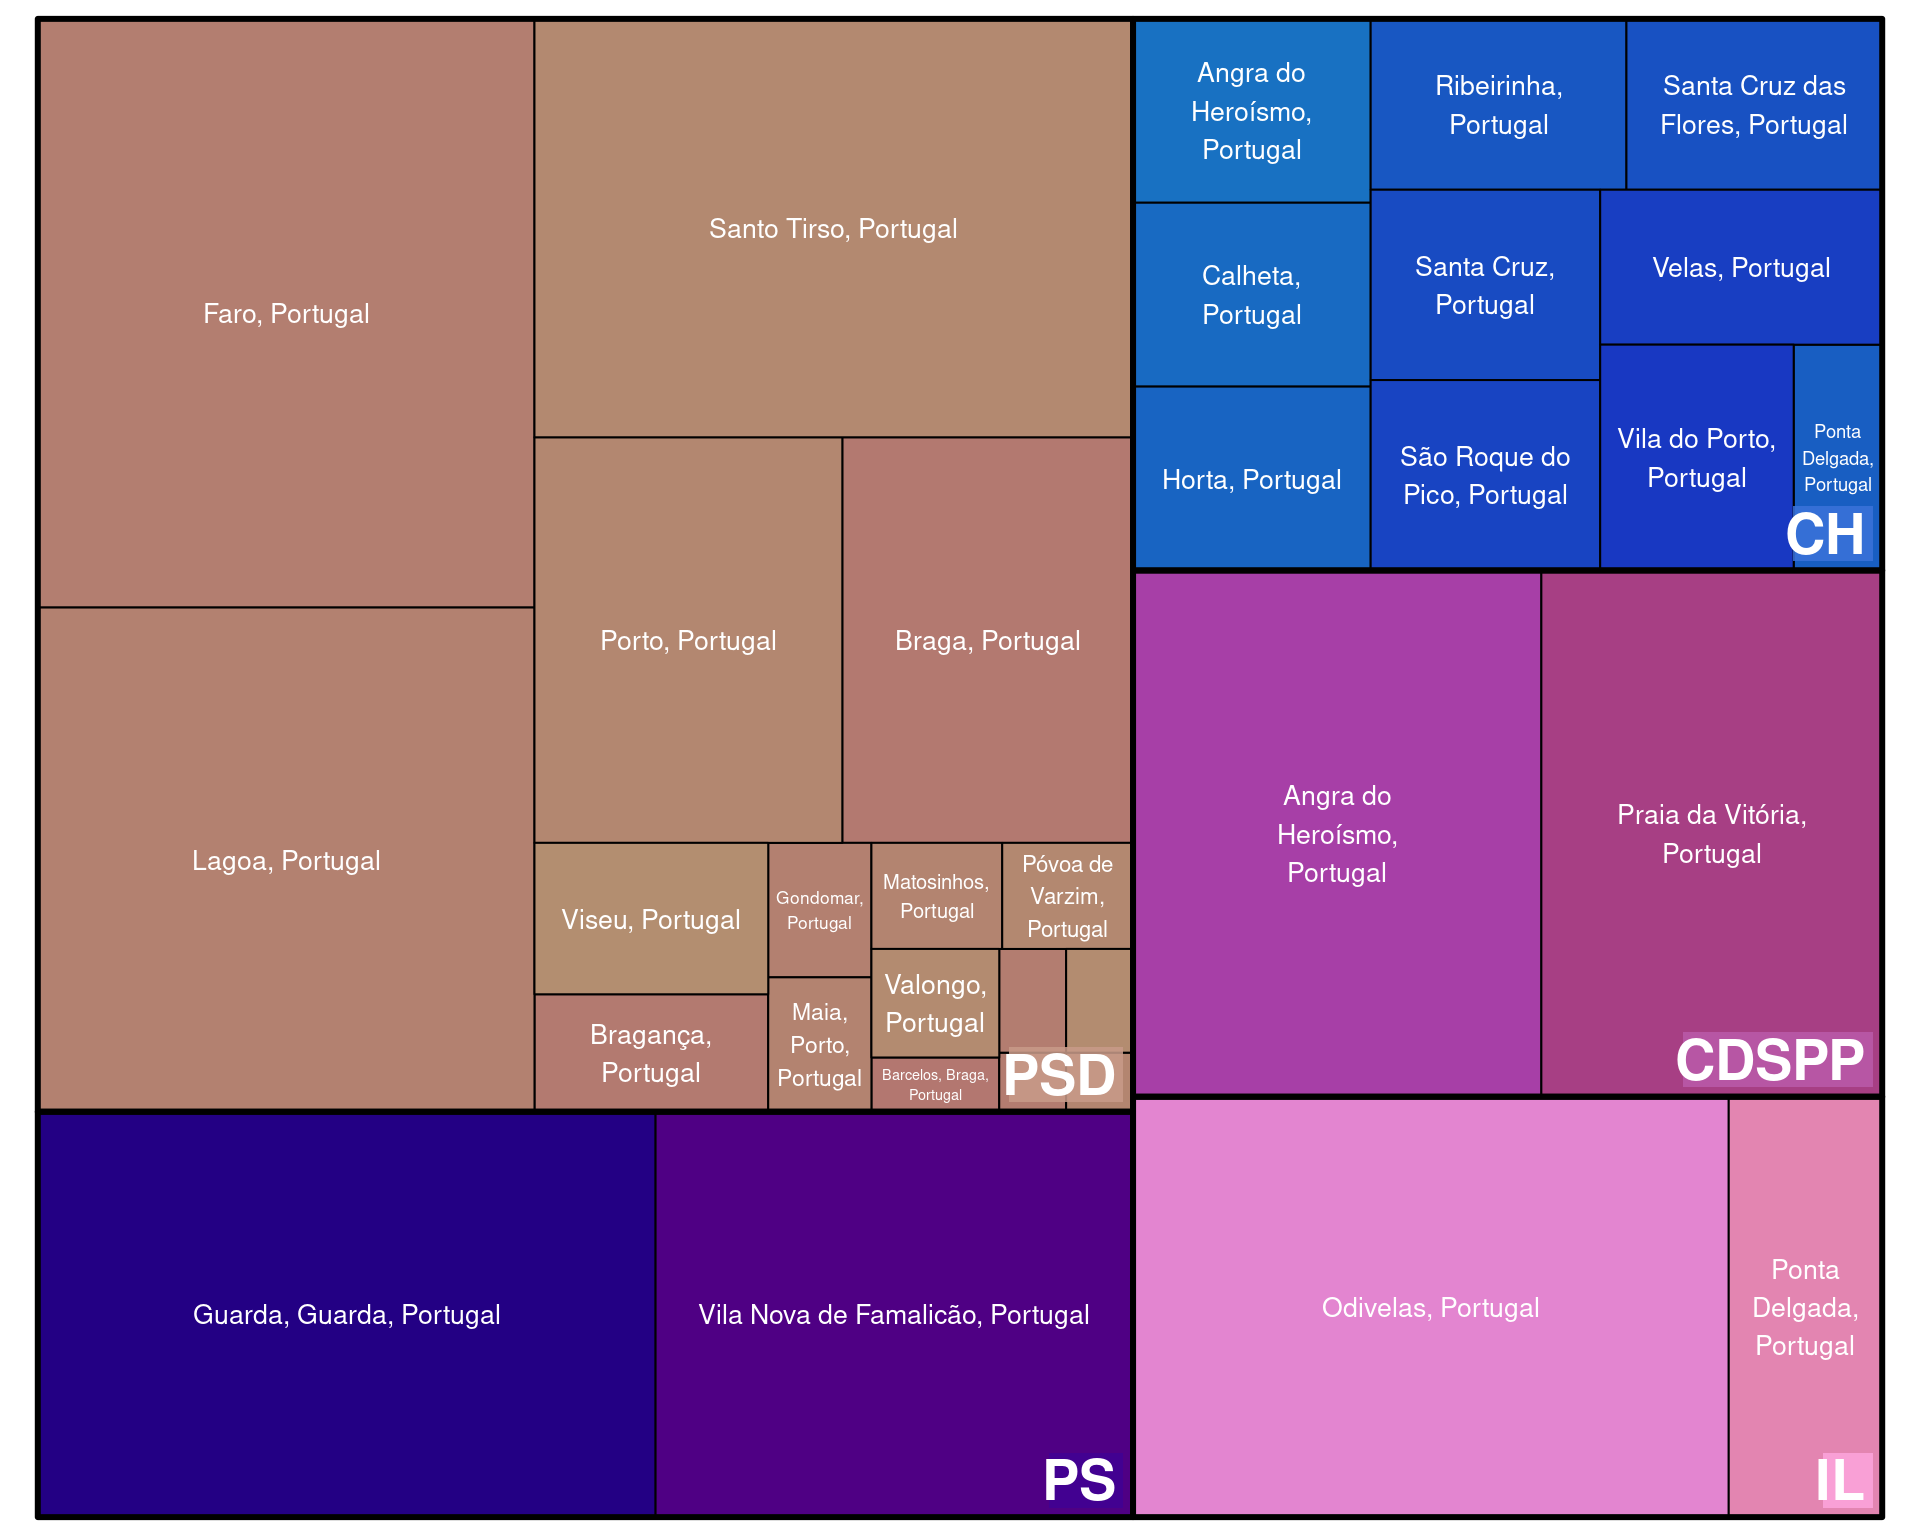 Faro, Portugal
Santo Tirso, Portugal
Lagoa, Portugal
Porto, Portugal
Braga, Portugal
Viseu, Portugal
Bragança,
Portugal
Gondomar,
Portugal
Maia,
Porto,
Portugal
Matosinhos,
Portugal
Póvoa de
Varzim,
Portugal
Valongo,
Portugal
Barcelos, Braga,
Portugal
PSD
Guarda, Guarda, Portugal
Vila Nova de Famalicão, Portugal
PS
Angra do
Heroísmo,
Portugal
Calheta,
Portugal
Horta, Portugal
Ribeirinha,
Portugal
Santa Cruz das
Flores, Portugal
Santa Cruz,
Portugal
Velas, Portugal
São Roque do
Pico, Portugal
Vila do Porto,
Portugal
Ponta
Delgada,
Portugal
CH
Angra do
Heroísmo,
Portugal
Praia da Vitória,
Portugal
CDSPP
Odivelas, Portugal
Ponta
Delgada,
Portugal
IL